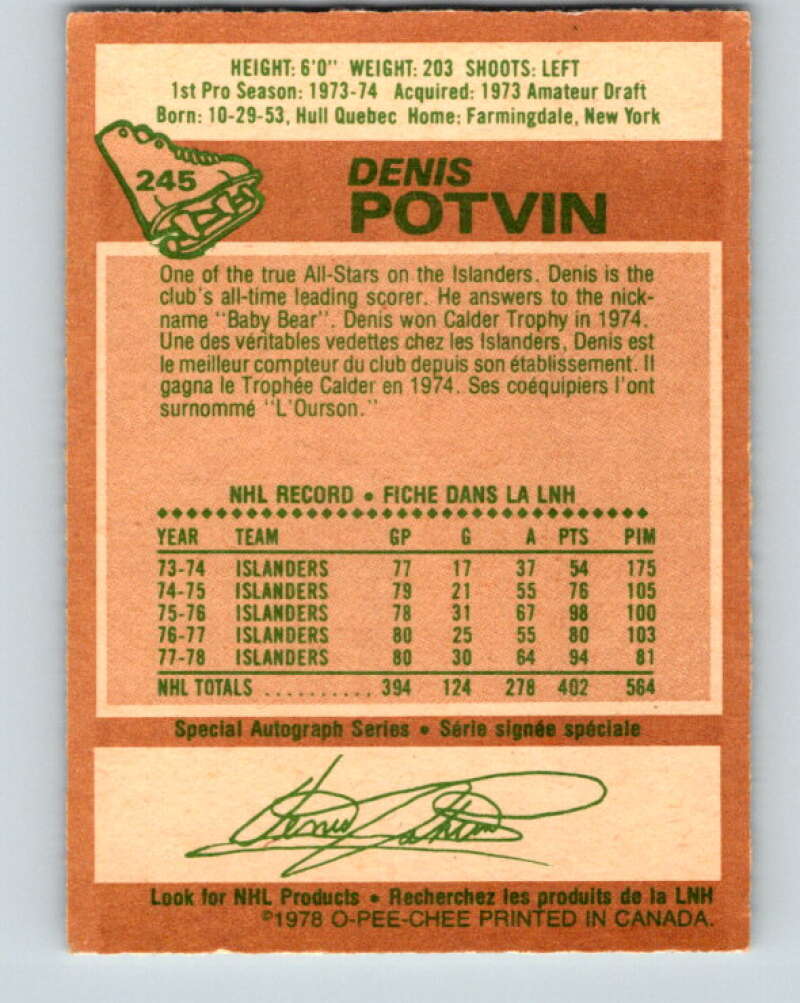 HEIGHT: 6'0" WEIGHT: 203 SHOOTS: LEFT
1st Pro Season: 1973-74 Acquired: 1973 Amateur Draft
Born: 10-29-53, Hull Quebec Home: Farmingdale, New York
245
DENIS
POTVIN
One of the true All-Stars on the Islanders. Denis is the
club's all-time leading scorer. He answers to the nick-
name "Baby Bear". Denis won Calder Trophy in 1974.
Une des véritables vedettes chez les Islanders, Denis est
le meilleur compteur du club depuis son établissement. Il
gagna le Trophée Calder en 1974. Ses coéquipiers l'ont
surnommé "L'Ourson."
NHL RECORD • FICHE DANS LA LNH
YEAR TEAM GP G A PTS PIM
73-74 ISLANDERS 77 17 37 54 175
74-75 ISLANDERS 79 21 55 76 105
75-76 ISLANDERS 78 31 67 98 100
76-77 ISLANDERS 80 25 55 80 103
77-78 ISLANDERS 80 30 64 94 81
NHL TOTALS .......... 394 124 278 402 564
Special Autograph Series • Série signée spéciale
Denis Potvin
Look for NHL Products • Recherchez les produits de la LNH
©1978 O-PEE-CHEE PRINTED IN CANADA.